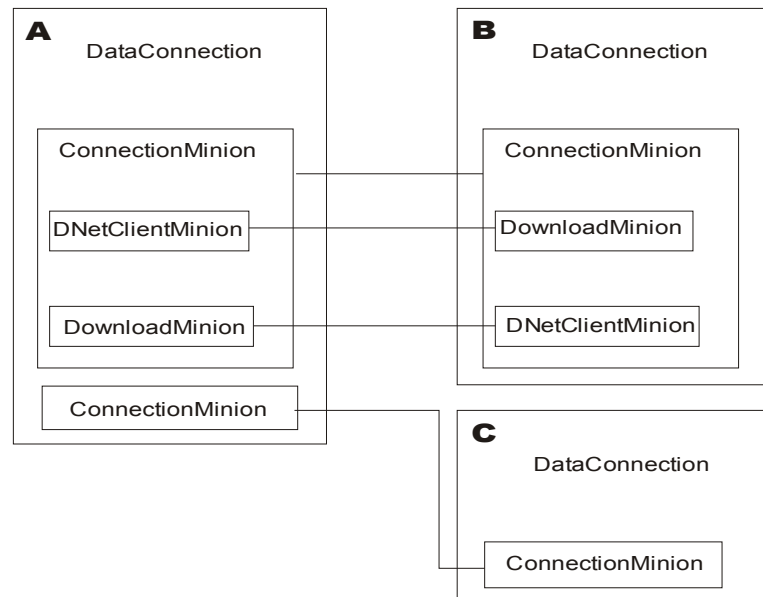 A
DataConnection
ConnectionMinion
DNetClientMinion
DownloadMinion
ConnectionMinion
B
DataConnection
ConnectionMinion
DownloadMinion
DNetClientMinion
C
DataConnection
ConnectionMinion